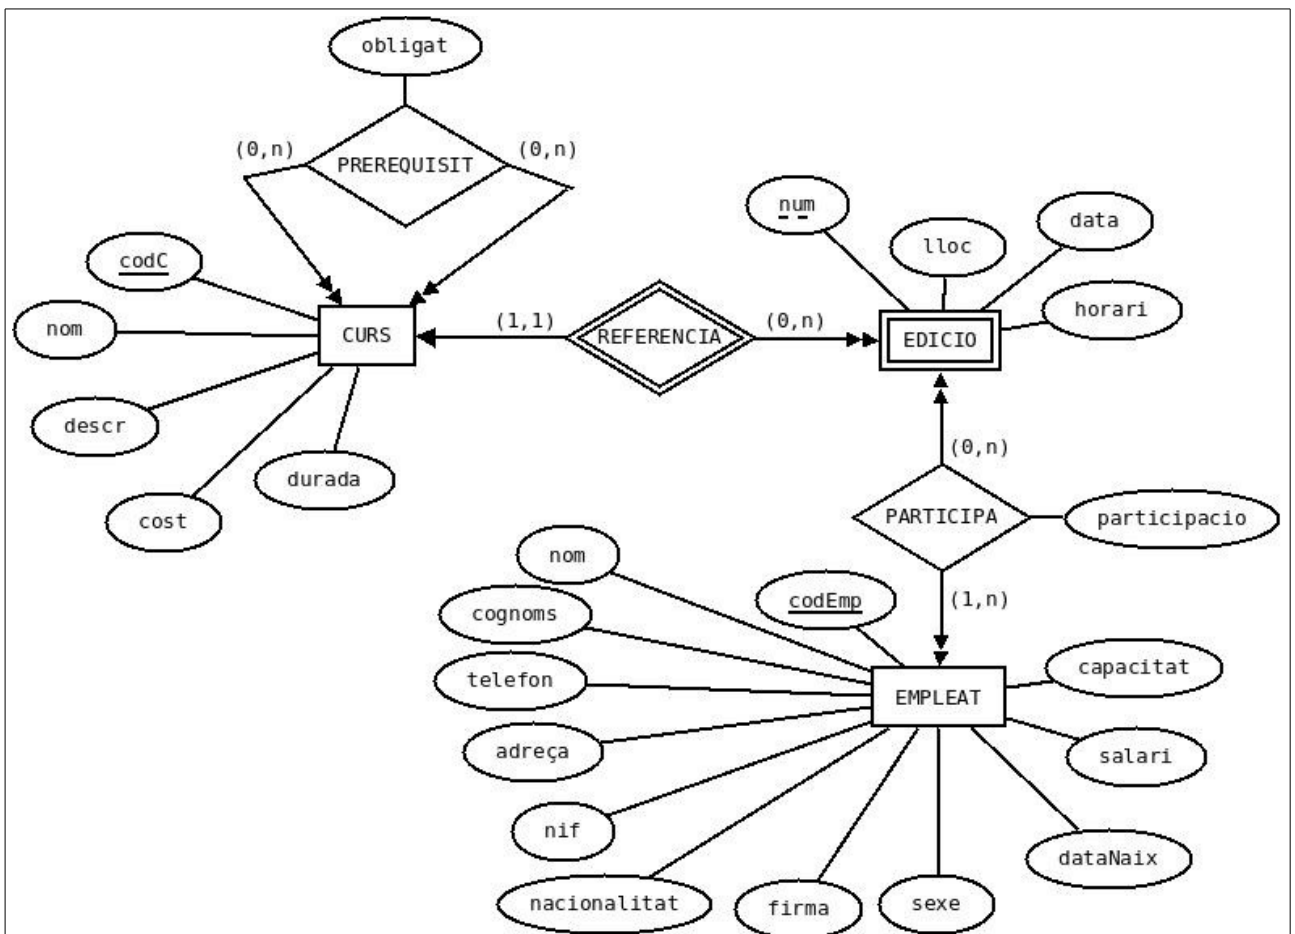 obligat
(0,n)
(0,n)
PREREQUISIT
num
data
lloc
codC
horari
nom
(1,1)
(0,n)
CURS
REFERENCIA
EDICIO
descr
(0,n)
durada
cost
PARTICIPA
participacio
nom
codEmp
(1,n)
cognoms
capacitat
telefon
EMPLEAT
adreça
salari
nif
dataNaix
nacionalitat
firma
sexe